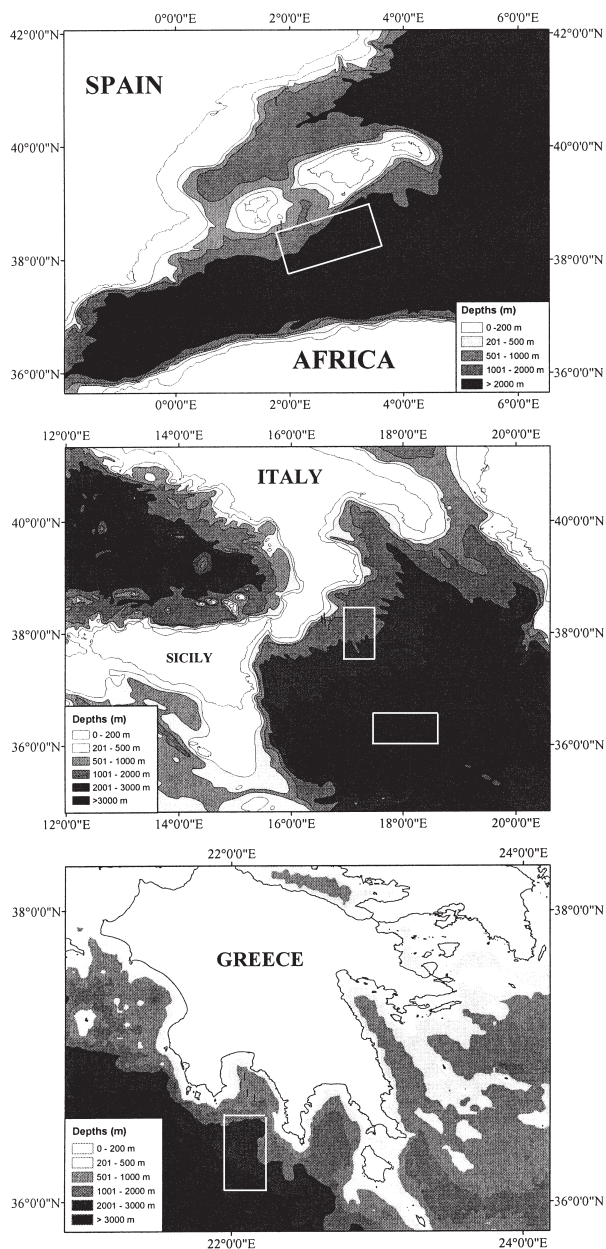 0°0'0"E 2°0'0"E 4°0'0"E 6°0'0"E
42°0'0"N 42°0'0"N
SPAIN
40°0'0"N 40°0'0"N
38°0'0"N 38°0'0"N
Depths (m)
0 -200 m
201 - 500 m
501 - 1000 m
1001 - 2000 m
> 2000 m
AFRICA
36°0'0"N 36°0'0"N
0°0'0"E 2°0'0"E 4°0'0"E 6°0'0"E
12°0'0"E 14°0'0"E 16°0'0"E 18°0'0"E 20°0'0"E
ITALY
40°0'0"N 40°0'0"N
38°0'0"N 38°0'0"N
SICILY
Depths (m)
0 - 200 m
201 - 500 m
501 - 1000 m
1001 - 2000 m
2001 - 3000 m
>3000 m
36°0'0"N 36°0'0"N
12°0'0"E 14°0'0"E 16°0'0"E 18°0'0"E 20°0'0"E
22°0'0"E 24°0'0"E
38°0'0"N 38°0'0"N
GREECE
Depths (m)
0 - 200 m
201 - 500 m
501 - 1000 m
1001 - 2000 m
2001 - 3000 m
> 3000 m
36°0'0"N 36°0'0"N
22°0'0"E 24°0'0"E